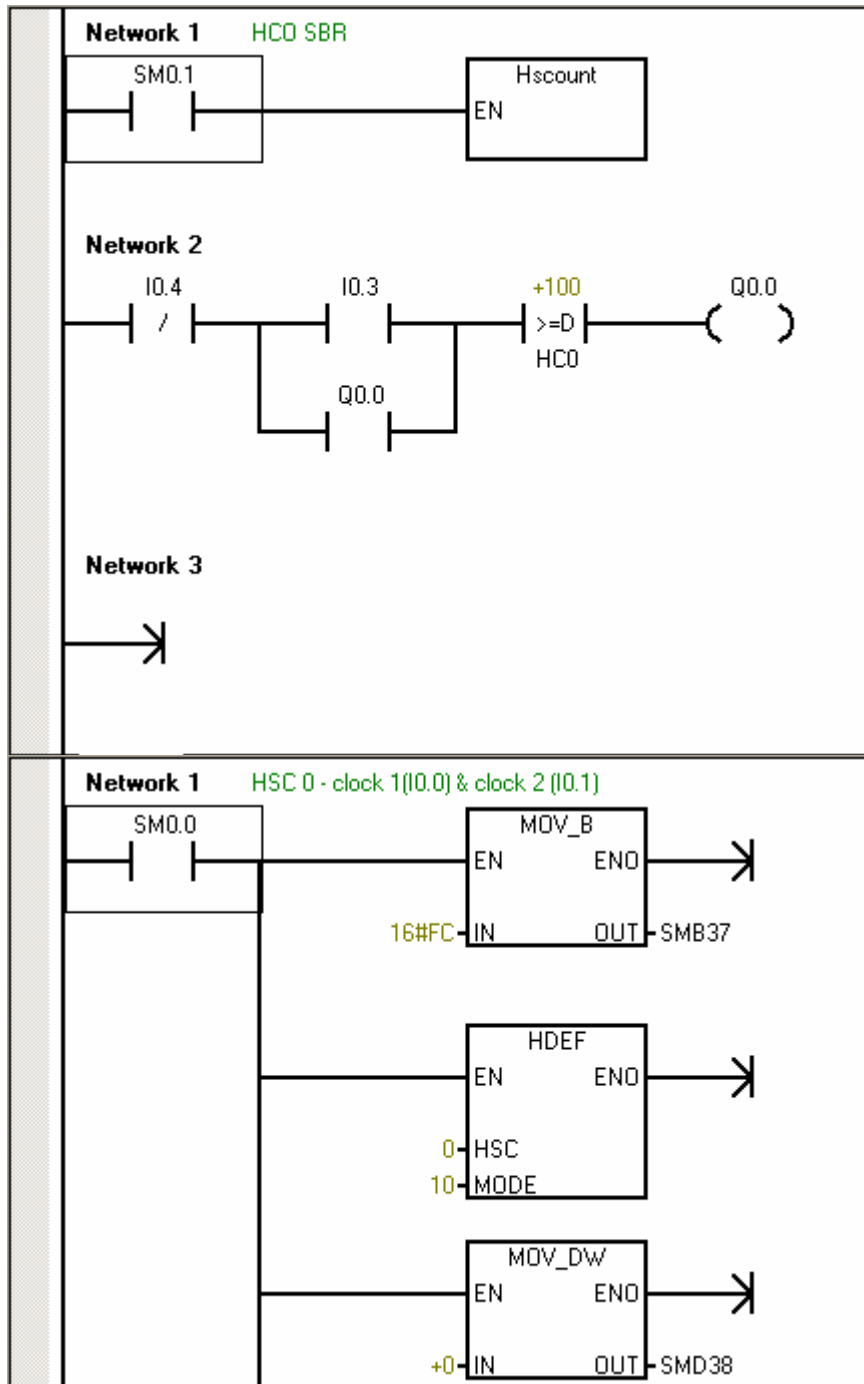 Network 1 HC0 SBR
SM0.1 Hscount
EN
Network 2
I0.4 I0.3 +100 Q0.0
/ >=D
HC0
Q0.0
Network 3
Network 1 HSC 0 - clock 1(I0.0) & clock 2 (I0.1)
SM0.0 MOV_B
EN ENO
16#FC IN OUT SMB37
HDEF
EN ENO
0 HSC
10 MODE
MOV_DW
EN ENO
+0 IN OUT SMD38